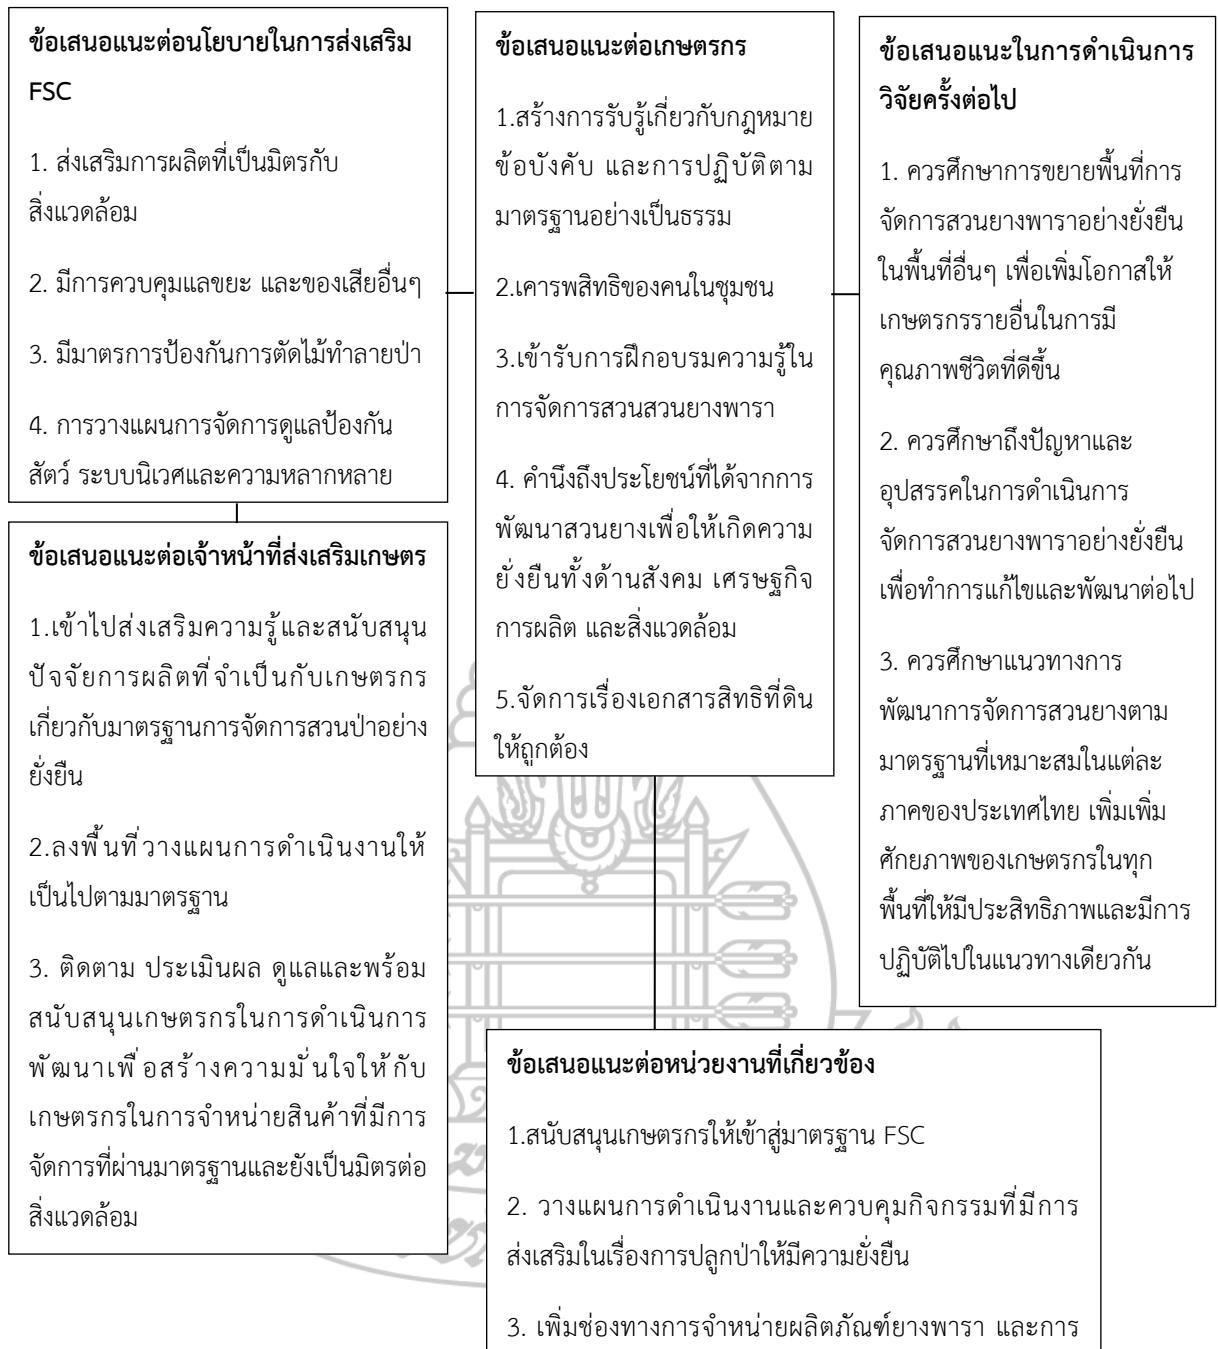 ข้อเสนอแนะต่อนโยบายในการส่งเสริม
FSC
1. ส่งเสริมการผลิตที่เป็นมิตรกับ
สิ่งแวดล้อม
2. มีการควบคุมแลขยะ และของเสียอื่นๆ
3. มีมาตรการป้องกันการตัดไม้ทำลายป่า
4. การวางแผนการจัดการดูแลป้องกัน
สัตว์ ระบบนิเวศและความหลากหลาย
ข้อเสนอแนะต่อเจ้าหน้าที่ส่งเสริมเกษตร
1.เข้าไปส่งเสริมความรู้และสนับสนุน
ปัจจัยการผลิตที่จำเป็นกับเกษตรกร
เกี่ยวกับมาตรฐานการจัดการสวนป่าอย่าง
ยั่งยืน
2.ลงพื้นที่วางแผนการดำเนินงานให้
เป็นไปตามมาตรฐาน
3. ติดตาม ประเมินผล ดูแลและพร้อม
สนับสนุนเกษตรกรในการดำเนินการ
พัฒนาเพื่อสร้างความมั่นใจให้กับ
เกษตรกรในการจำหน่ายสินค้าที่มีการ
จัดการที่ผ่านมาตรฐานและยังเป็นมิตรต่อ
สิ่งแวดล้อม
ข้อเสนอแนะต่อเกษตรกร
1.สร้างการรับรู้เกี่ยวกับกฎหมาย
ข้อบังคับ และการปฏิบัติตาม
มาตรฐานอย่างเป็นธรรม
2.เคารพสิทธิของคนในชุมชน
3.เข้ารับการฝึกอบรมความรู้ใน
การจัดการสวนสวนยางพารา
4. คำนึงถึงประโยชน์ที่ได้จากการ
พัฒนาสวนยางเพื่อให้เกิดความ
ยั่งยืนทั้งด้านสังคม เศรษฐกิจ
การผลิต และสิ่งแวดล้อม
5.จัดการเรื่องเอกสารสิทธิที่ดิน
ให้ถูกต้อง
ข้อเสนอแนะในการดำเนินการ
วิจัยครั้งต่อไป
1. ควรศึกษาการขยายพื้นที่การ
จัดการสวนยางพาราอย่างยั่งยืน
ในพื้นที่อื่นๆ เพื่อเพิ่มโอกาสให้
เกษตรกรรายอื่นในการมี
คุณภาพชีวิตที่ดีขึ้น
2. ควรศึกษาถึงปัญหาและ
อุปสรรคในการดำเนินการ
จัดการสวนยางพาราอย่างยั่งยืน
เพื่อทำการแก้ไขและพัฒนาต่อไป
3. ควรศึกษาแนวทางการ
พัฒนาการจัดการสวนยางตาม
มาตรฐานที่เหมาะสมในแต่ละ
ภาคของประเทศไทย เพิ่มเพิ่ม
ศักยภาพของเกษตรกรในทุก
พื้นที่ให้มีประสิทธิภาพและมีการ
ปฏิบัติไปในแนวทางเดียวกัน
ข้อเสนอแนะต่อหน่วยงานที่เกี่ยวข้อง
1.สนับสนุนเกษตรกรให้เข้าสู่มาตรฐาน FSC
2. วางแผนการดำเนินงานและควบคุมกิจกรรมที่มีการ
ส่งเสริมในเรื่องการปลูกป่าให้มีความยั่งยืน
3. เพิ่มช่องทางการจำหน่ายผลิตภัณฑ์ยางพารา และการ